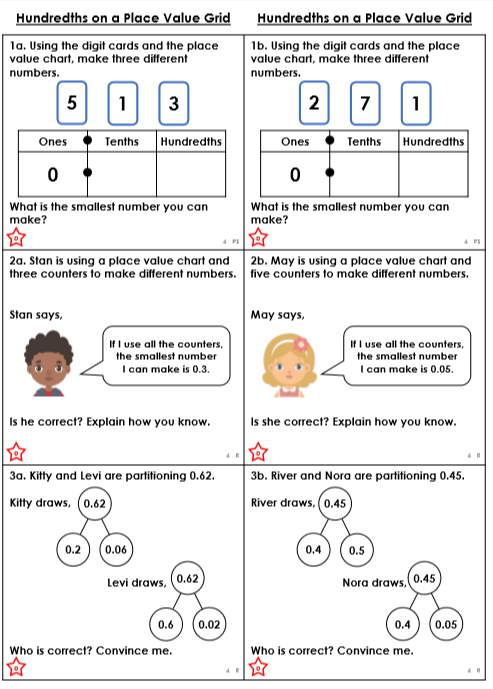 Hundredths on a Place Value Grid
Hundredths on a Place Value Grid
1a. Using the digit cards and the place
value chart, make three different
numbers.
5 1 3
Ones Tenths Hundredths
0
What is the smallest number you can
make?
D
4 PS
1b. Using the digit cards and the place
value chart, make three different
numbers.
2 7 1
Ones Tenths Hundredths
0
What is the smallest number you can
make?
D
4 PS
2a. Stan is using a place value chart and
three counters to make different numbers.
Stan says,
If I use all the counters,
the smallest number
I can make is 0.3.
Is he correct? Explain how you know.
D
4 R
2b. May is using a place value chart and
five counters to make different numbers.
May says,
If I use all the counters,
the smallest number
I can make is 0.05.
Is she correct? Explain how you know.
D
4 R
3a. Kitty and Levi are partitioning 0.62.
Kitty draws, 0.62
0.2 0.06
Levi draws, 0.62
0.6 0.02
Who is correct? Convince me.
D
4 R
3b. River and Nora are partitioning 0.45.
River draws, 0.45
0.4 0.5
Nora draws, 0.45
0.4 0.05
Who is correct? Convince me.
D
4 R